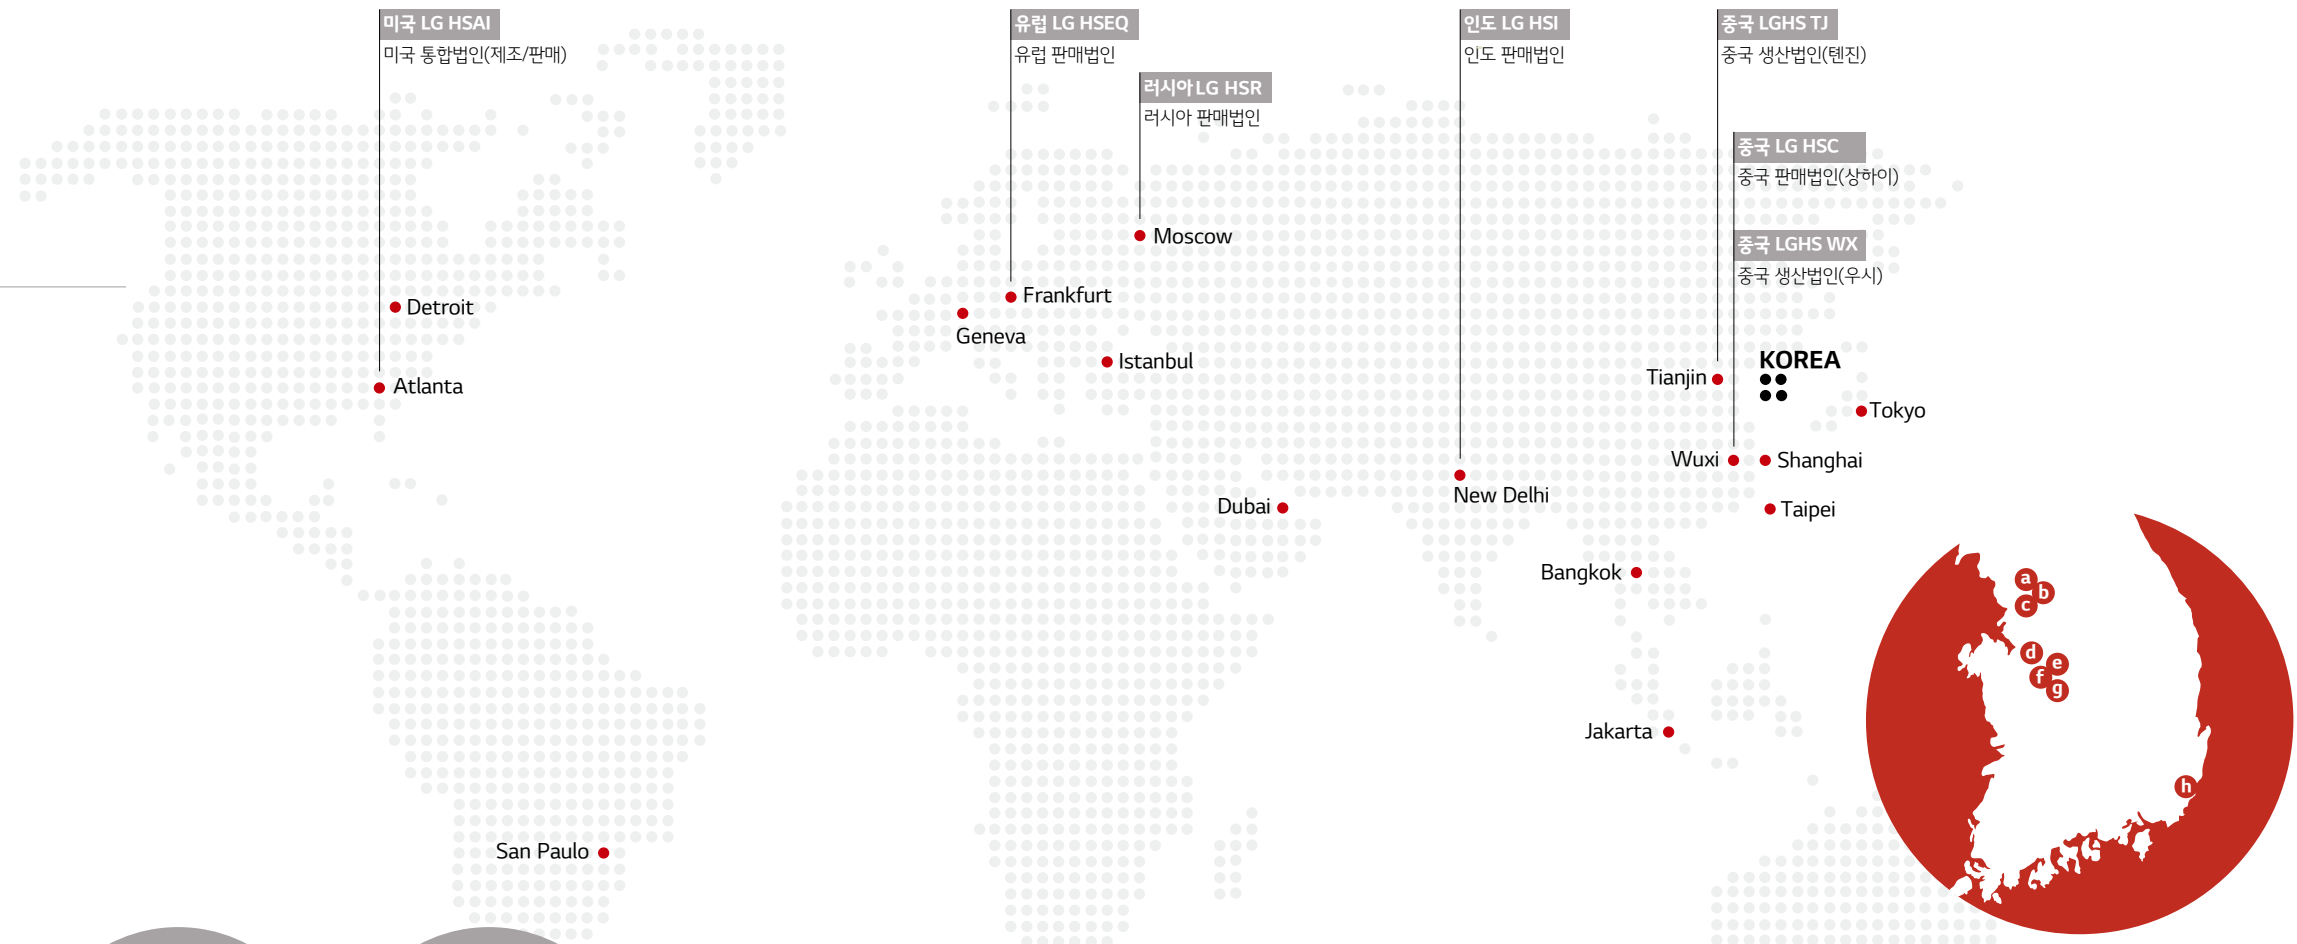 미국 LG HSAI
미국 통합법인(제조/판매)
유럽 LG HSEQ
유럽 판매법인
러시아 LG HSR
러시아 판매법인
인도 LG HSI
인도 판매법인
중국 LGHS TJ
중국 생산법인(톈진)
중국 LG HSC
중국 판매법인(상하이)
중국 LGHS WX
중국 생산법인(우시)
Moscow
Frankfurt
Detroit
Geneva
Istanbul
KOREA
Tianjin
Atlanta
Tokyo
Wuxi
Shanghai
New Delhi
Dubai
Taipei
Bangkok
a
b
c
d
e
f
g
Jakarta
h
San Paulo